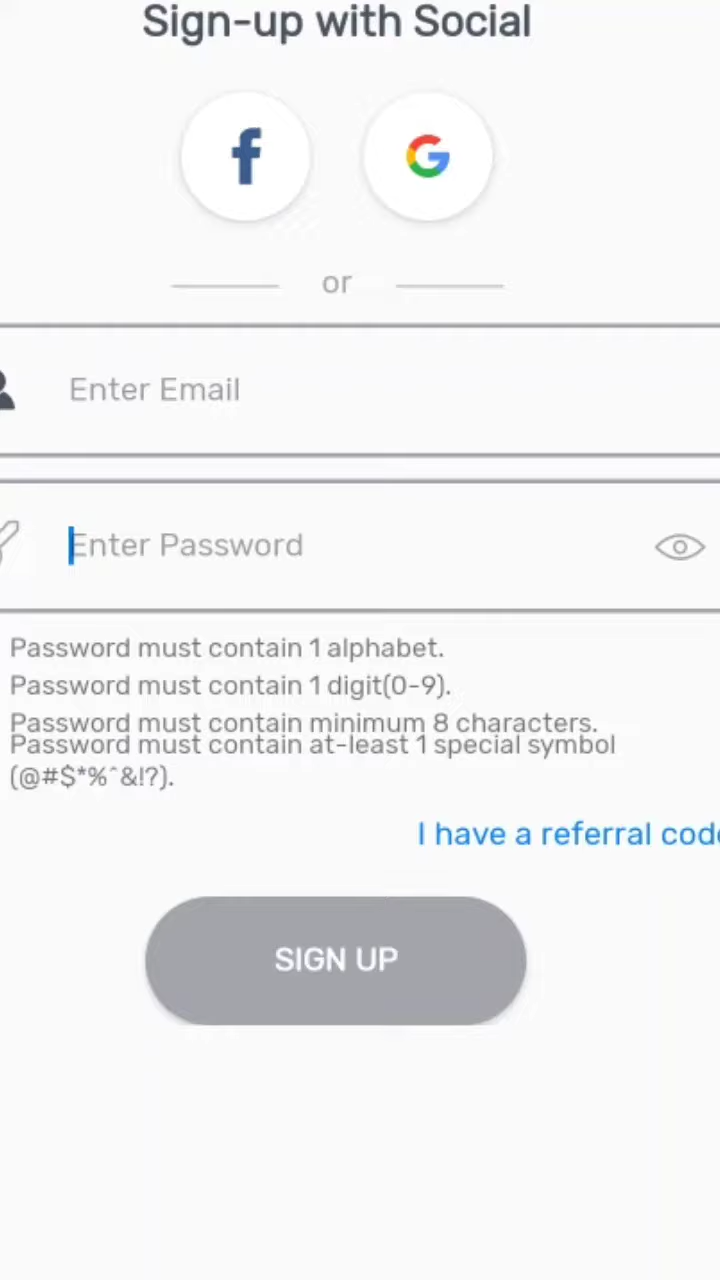 Sign-up with Social
or
Enter Email
Enter Password
Password must contain 1 alphabet.
Password must contain 1 digit(0-9).
Password must contain minimum 8 characters.
Password must contain at-least 1 special symbol
(@#$*%^&!?).
I have a referral code
SIGN UP